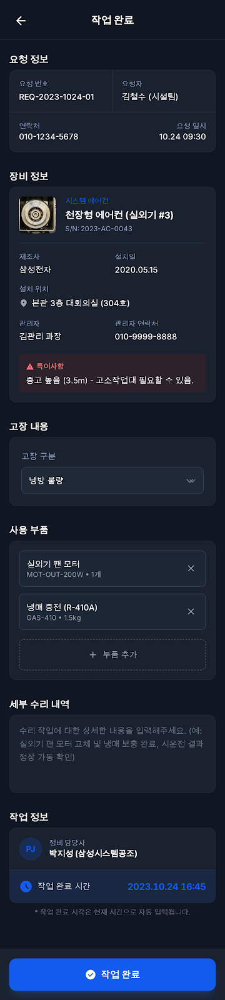 작업 완료
요청 정보
요청 번호
REQ-2023-1024-01
요청자
김철수 (시설팀)
연락처
010-1234-5678
요청 일시
10.24 09:30
장비 정보
시스템 에어컨
천장형 에어컨 (실외기 #3)
S/N: 2023-AC-0043
제조사
삼성전자
설치일
2020.05.15
설치 위치
본관 3층 대회의실 (304호)
관리자
김관리 과장
관리자 연락처
010-9999-8888
특이사항
층고 높음 (3.5m) - 고소작업대 필요할 수 있음.
고장 내용
고장 구분
냉방 불량
사용 부품
실외기 팬 모터
MOT-OUT-200W • 1개
냉매 충전 (R-410A)
GAS-410 • 1.5kg
부품 추가
세부 수리 내역
수리 작업에 대한 상세한 내용을 입력해주세요. (예:
실외기 팬 모터 교체 및 냉매 보충 완료, 시운전 결과
정상 가동 확인)
작업 정보
PJ
정비 담당자
박지성 (삼성시스템공조)
작업 완료 시간
2023.10.24 16:45
* 작업 완료 시각은 현재 시간으로 자동 입력됩니다.
작업 완료